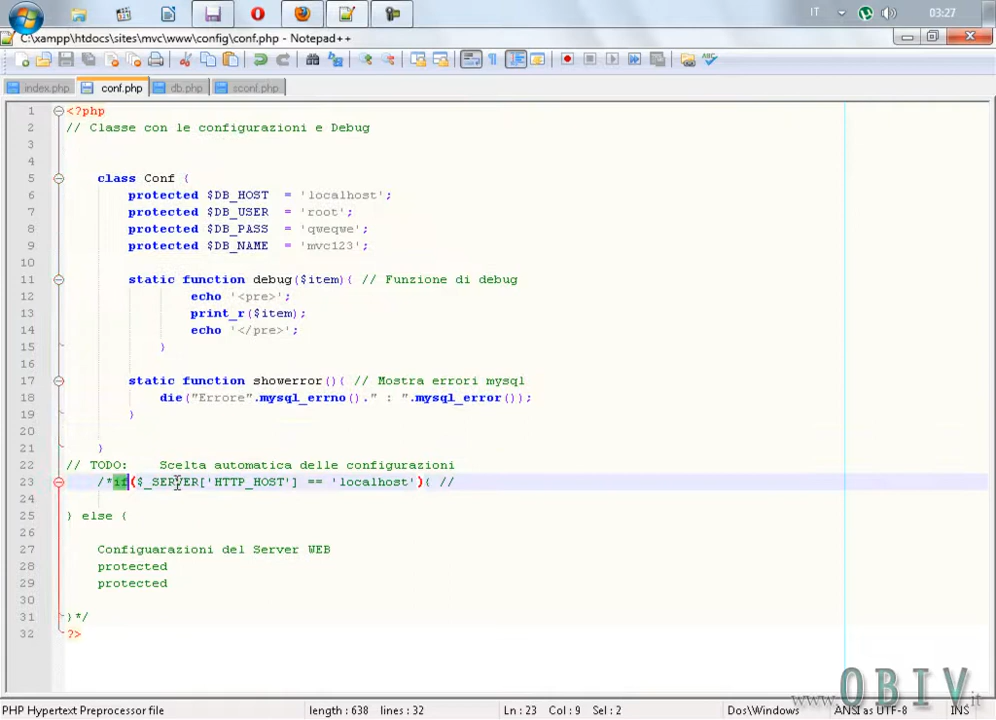 IT 03:27
C:\xampp\htdocs\sites\mvc\www\config\conf.php - Notepad++
index.php conf.php db.php sconf.php
1 <?php
2 // Classe con le configurazioni e Debug
3
4
5 class Conf {
6 protected $DB_HOST = 'localhost';
7 protected $DB_USER = 'root';
8 protected $DB_PASS = 'qweqwe';
9 protected $DB_NAME = 'mvc123';
10
11 static function debug($item){ // Funzione di debug
12 echo '<pre>';
13 print_r($item);
14 echo '</pre>';
15 }
16
17 static function showerror(){ // Mostra errori mysql
18 die("Errore".mysql_errno()." : ".mysql_error());
19 }
20
21 }
22 // TODO: Scelta automatica delle configurazioni
23 /*if($_SERVER['HTTP_HOST'] == 'localhost'){ //
24
25 } else {
26
27 Configuarazioni del Server WEB
28 protected
29 protected
30
31 }*/
32 ?>
www.OBIV.it
PHP Hypertext Preprocessor file length : 638 lines : 32 Ln : 23 Col : 9 Sel : 2 Dos\Windows ANSI as UTF-8 INS